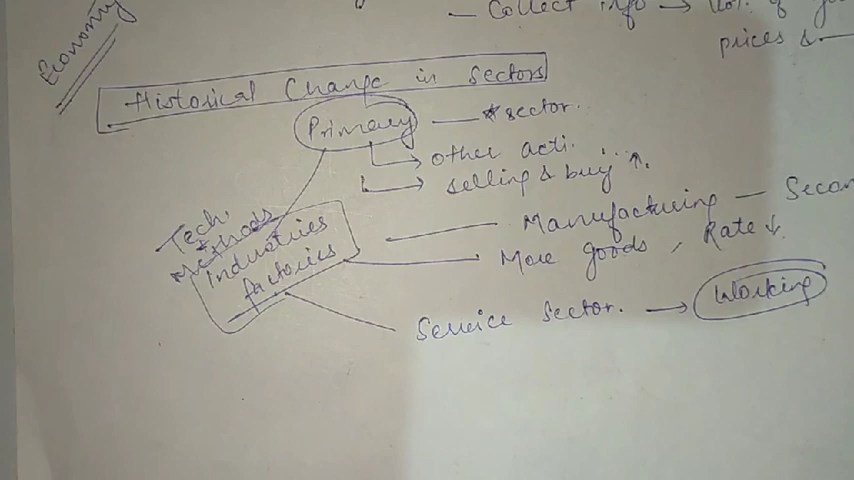 Economy
— Collect info →
prices &
Historical Change in Sectors
Primary — * sector.
→ other acti. ...
→ selling & buy ↑.
Tech.
Methods
industries
factories
Manufacturing —
More goods , Rate ↓.
Service Sector. → Working